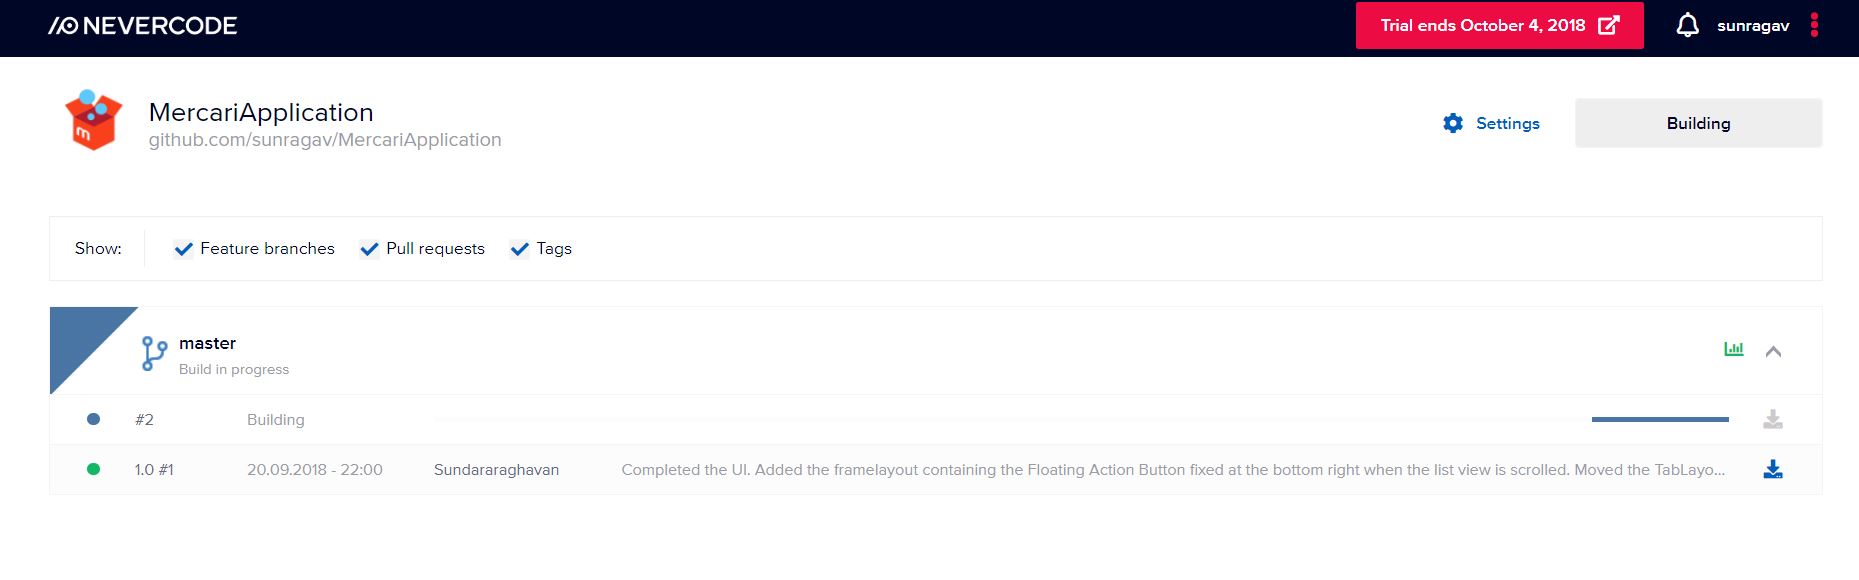 NEVERCODE
Trial ends October 4, 2018
sunragav
MercariApplication
github.com/sunragav/MercariApplication
Settings
Building
Show:
Feature branches
Pull requests
Tags
master
Build in progress
#2 Building
1.0 #1 20.09.2018 - 22:00 Sundararaghavan Completed the UI. Added the framelayout containing the Floating Action Button fixed at the bottom right when the list view is scrolled. Moved the TabLayo...